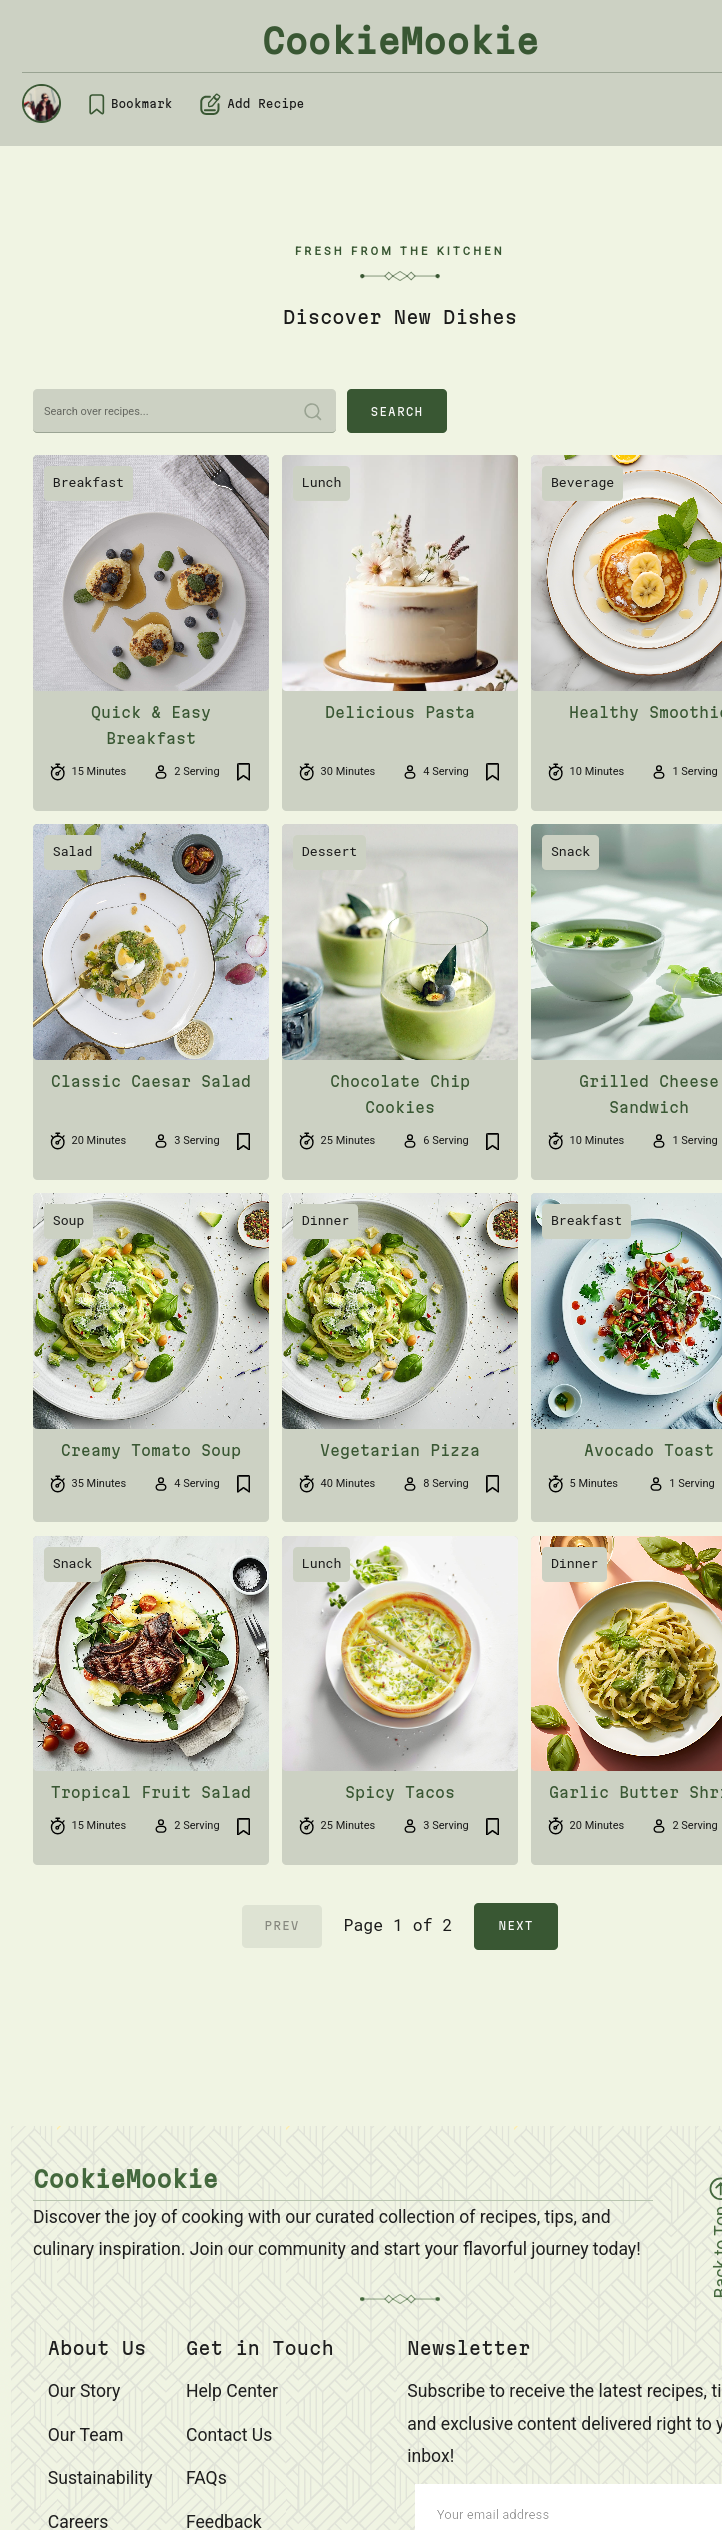 CookieMookie
Bookmark
Add Recipe
FRESH FROM THE KITCHEN
Discover New Dishes
Search over recipes...
SEARCH
Breakfast
Lunch
Beverage
Quick & Easy
Breakfast
Delicious Pasta
Healthy Smoothie
15 Minutes
2 Serving
30 Minutes
4 Serving
10 Minutes
1 Serving
Salad
Dessert
Snack
Classic Caesar Salad
Chocolate Chip
Cookies
Grilled Cheese
Sandwich
20 Minutes
3 Serving
25 Minutes
6 Serving
10 Minutes
1 Serving
Soup
Dinner
Breakfast
Creamy Tomato Soup
Vegetarian Pizza
Avocado Toast
35 Minutes
4 Serving
40 Minutes
8 Serving
5 Minutes
1 Serving
Snack
Lunch
Dinner
Tropical Fruit Salad
Spicy Tacos
Garlic Butter Shr
15 Minutes
2 Serving
25 Minutes
3 Serving
20 Minutes
2 Serving
PREV
Page 1 of 2
NEXT
CookieMookie
Discover the joy of cooking with our curated collection of recipes, tips, and
culinary inspiration. Join our community and start your flavorful journey today!
Back to Top
About Us
Our Story
Our Team
Sustainability
Careers
Get in Touch
Help Center
Contact Us
FAQs
Feedback
Newsletter
Subscribe to receive the latest recipes, ti
and exclusive content delivered right to y
inbox!
Your email address